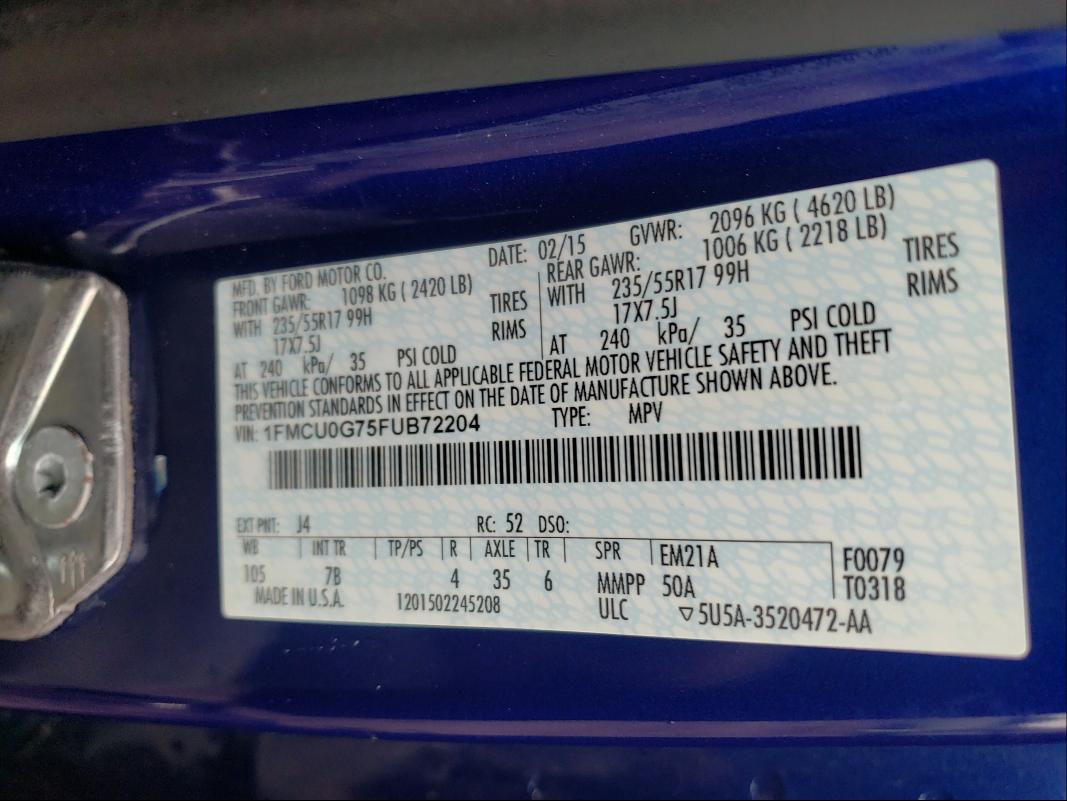 MFD. BY FORD MOTOR CO. DATE: 02/15 GVWR: 2096 KG ( 4620 LB)
FRONT GAWR: 1098 KG ( 2420 LB) REAR GAWR: 1006 KG ( 2218 LB)
WITH 235/55R17 99H TIRES WITH 235/55R17 99H TIRES
17X7.5J RIMS 17X7.5J RIMS
AT 240 kPa/ 35 PSI COLD AT 240 kPa/ 35 PSI COLD
THIS VEHICLE CONFORMS TO ALL APPLICABLE FEDERAL MOTOR VEHICLE SAFETY AND THEFT
PREVENTION STANDARDS IN EFFECT ON THE DATE OF MANUFACTURE SHOWN ABOVE.
VIN: 1FMCU0G75FUB72204 TYPE: MPV
EXT PNT: J4 RC: 52 DSO:
WB INT TR TP/PS R AXLE TR SPR EM21A F0079
105 7B 4 35 6 MMPP 50A T0318
MADE IN U.S.A. 1201502245208 ULC ▽5U5A-3520472-AA